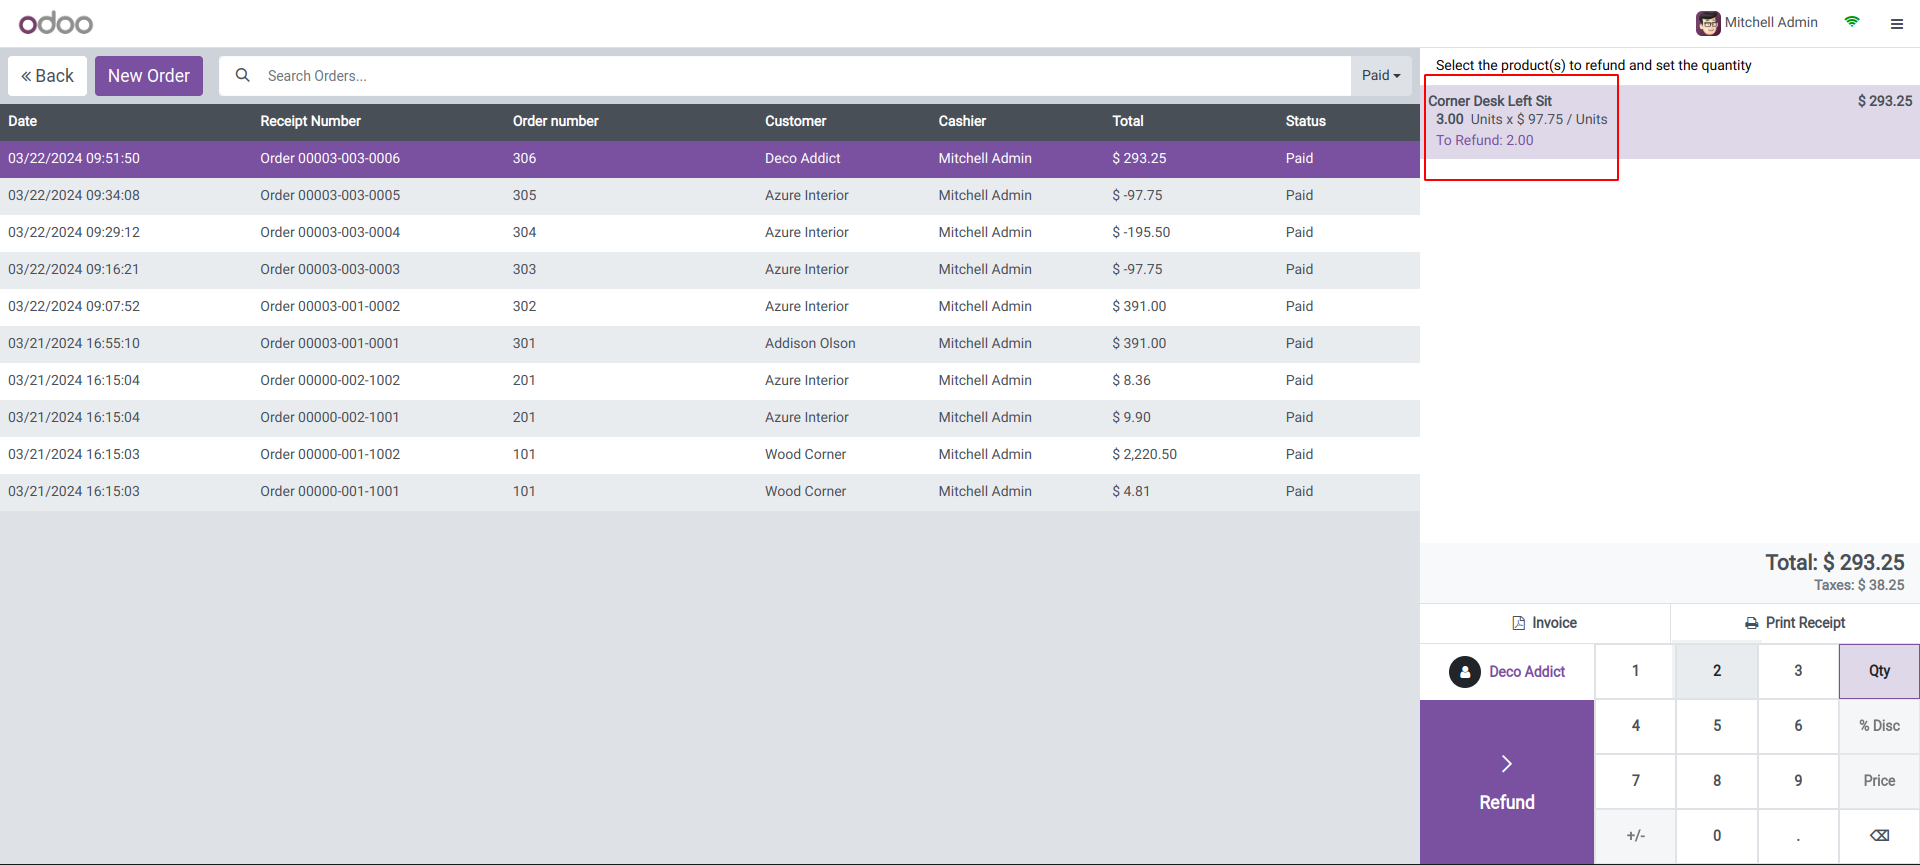 odoo
Mitchell Admin
« Back
New Order
Search Orders...
Paid
Date Receipt Number Order number Customer Cashier Total Status
03/22/2024 09:51:50 Order 00003-003-0006 306 Deco Addict Mitchell Admin $ 293.25 Paid
03/22/2024 09:34:08 Order 00003-003-0005 305 Azure Interior Mitchell Admin $ -97.75 Paid
03/22/2024 09:29:12 Order 00003-003-0004 304 Azure Interior Mitchell Admin $ -195.50 Paid
03/22/2024 09:16:21 Order 00003-003-0003 303 Azure Interior Mitchell Admin $ -97.75 Paid
03/22/2024 09:07:52 Order 00003-001-0002 302 Azure Interior Mitchell Admin $ 391.00 Paid
03/21/2024 16:55:10 Order 00003-001-0001 301 Addison Olson Mitchell Admin $ 391.00 Paid
03/21/2024 16:15:04 Order 00000-002-1002 201 Azure Interior Mitchell Admin $ 8.36 Paid
03/21/2024 16:15:04 Order 00000-002-1001 201 Azure Interior Mitchell Admin $ 9.90 Paid
03/21/2024 16:15:03 Order 00000-001-1002 101 Wood Corner Mitchell Admin $ 2,220.50 Paid
03/21/2024 16:15:03 Order 00000-001-1001 101 Wood Corner Mitchell Admin $ 4.81 Paid
Select the product(s) to refund and set the quantity
Corner Desk Left Sit $ 293.25
3.00 Units x $ 97.75 / Units
To Refund: 2.00
Total: $ 293.25
Taxes: $ 38.25
Invoice
Print Receipt
Deco Addict
Refund
1 2 3 Qty
4 5 6 % Disc
7 8 9 Price
+/- 0 .